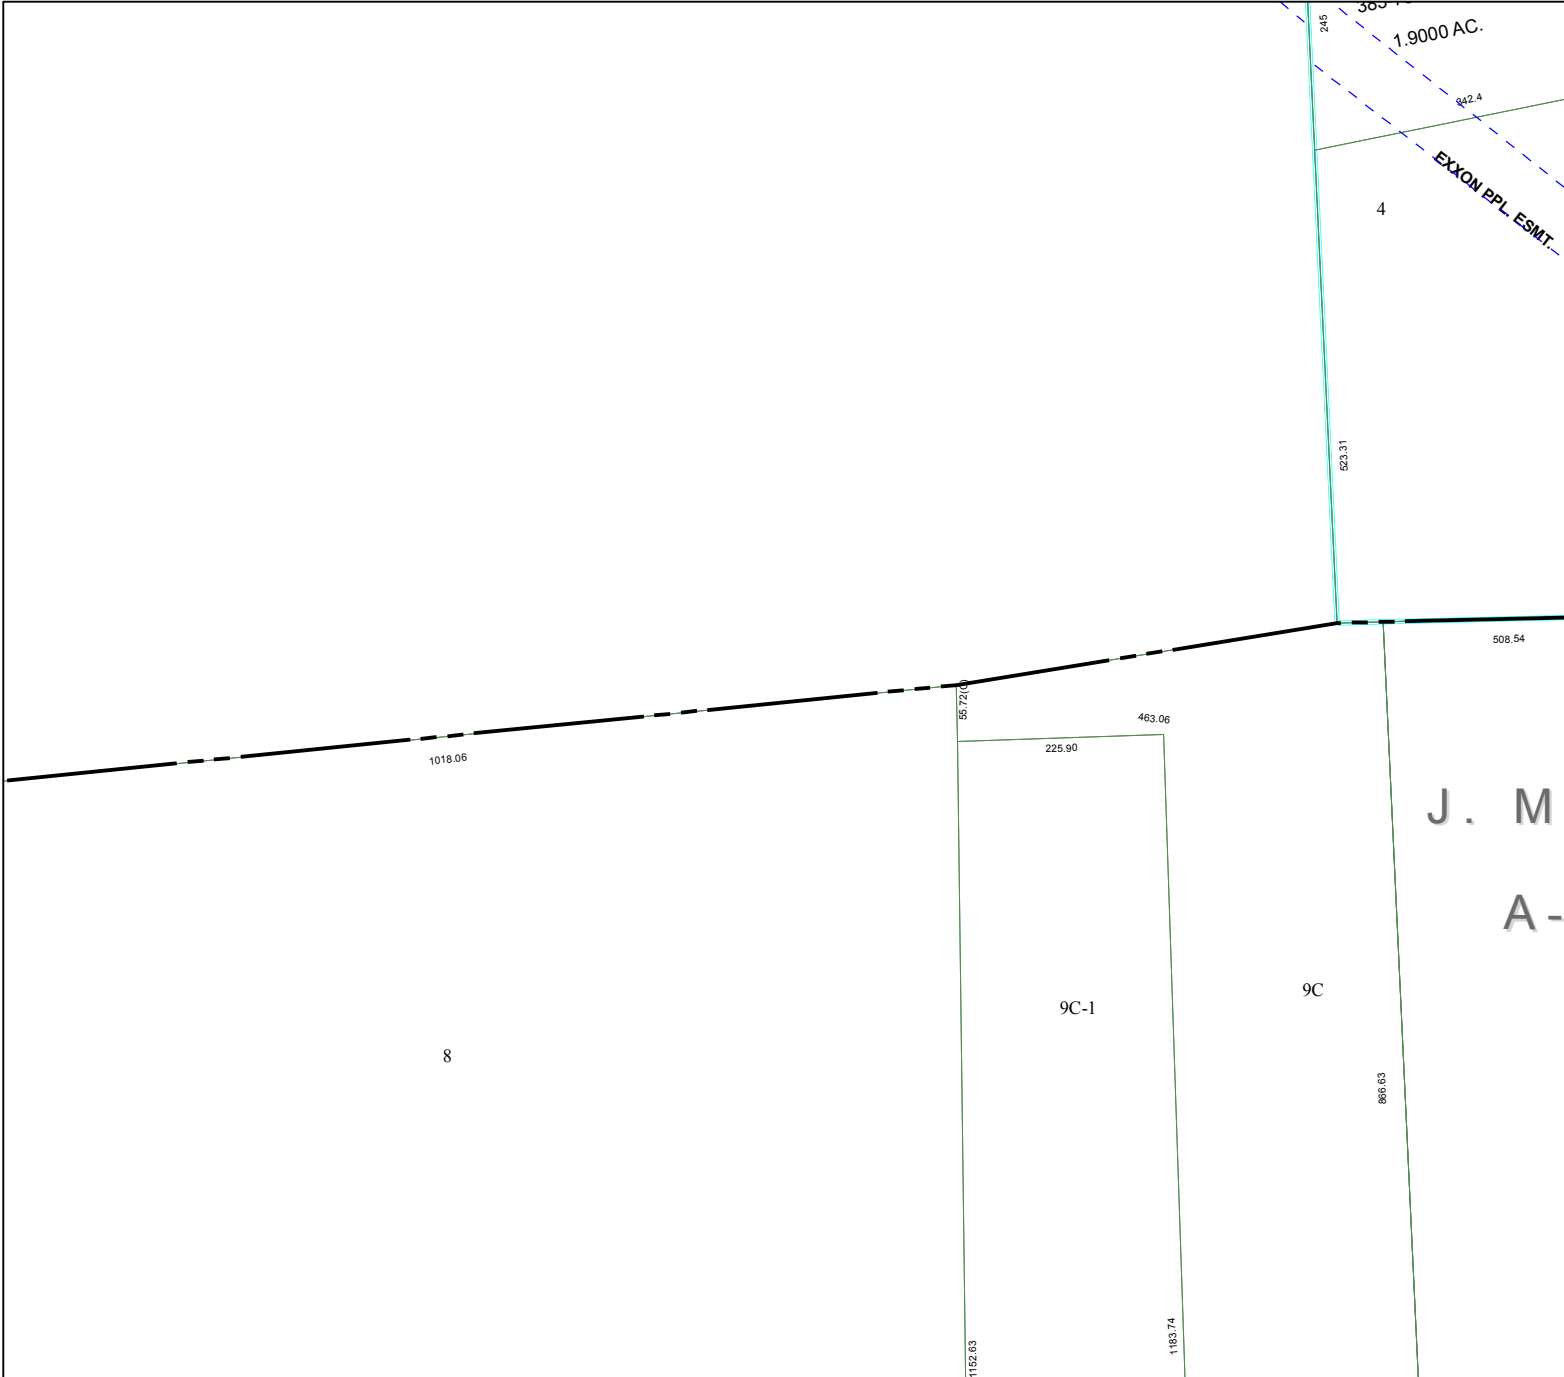 245
1.9000 AC.
342.4
EXXON PPL. ESMT.
4
523.31
508.54
55.72(C)
463.06
225.90
1018.06
J. M
A-
9C
9C-1
8
866.63
1183.74
1152.63